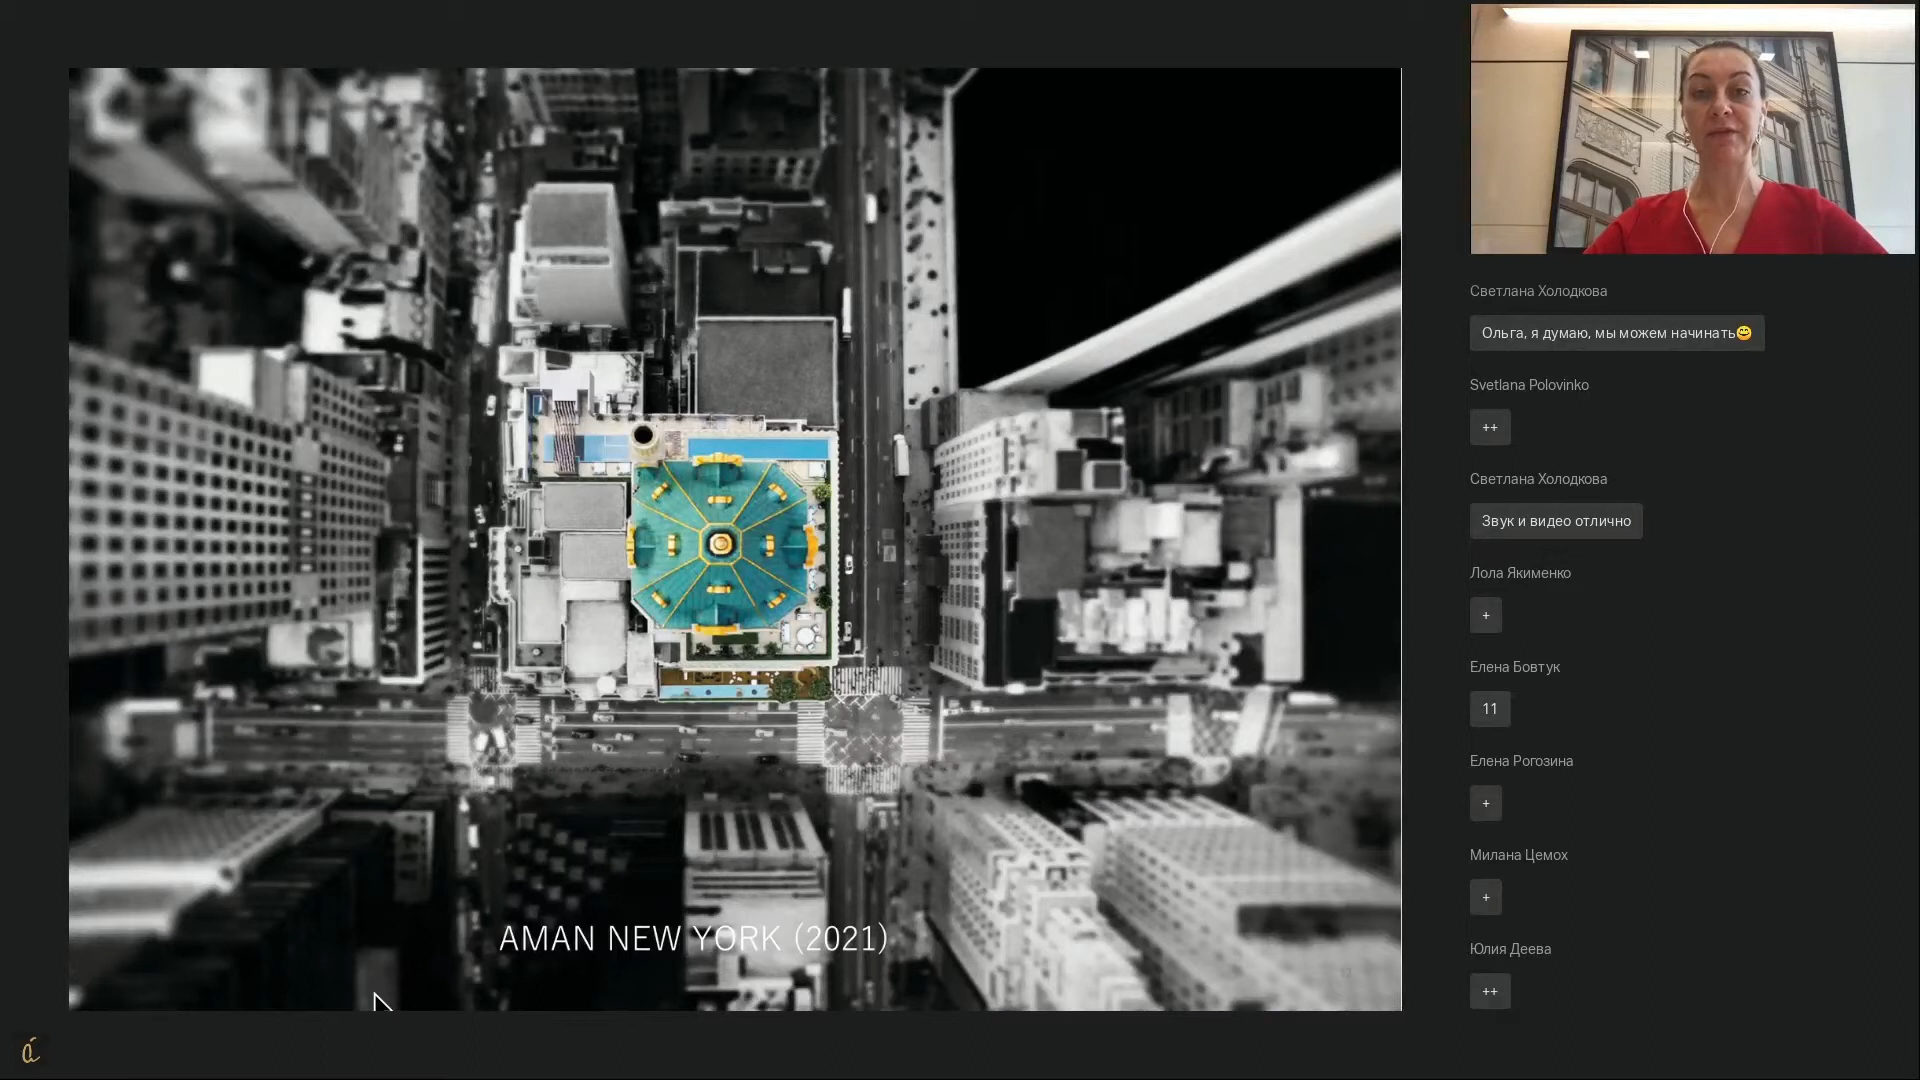 AMAN NEW YORK (2021)
Светлана Холодкова
Ольга, я думаю, мы можем начинать😊
Svetlana Polovinko
++
Светлана Холодкова
Звук и видео отлично
Лола Якименко
+
Елена Бовтук
11
Елена Рогозина
+
Милана Цемох
+
Юлия Деева
++